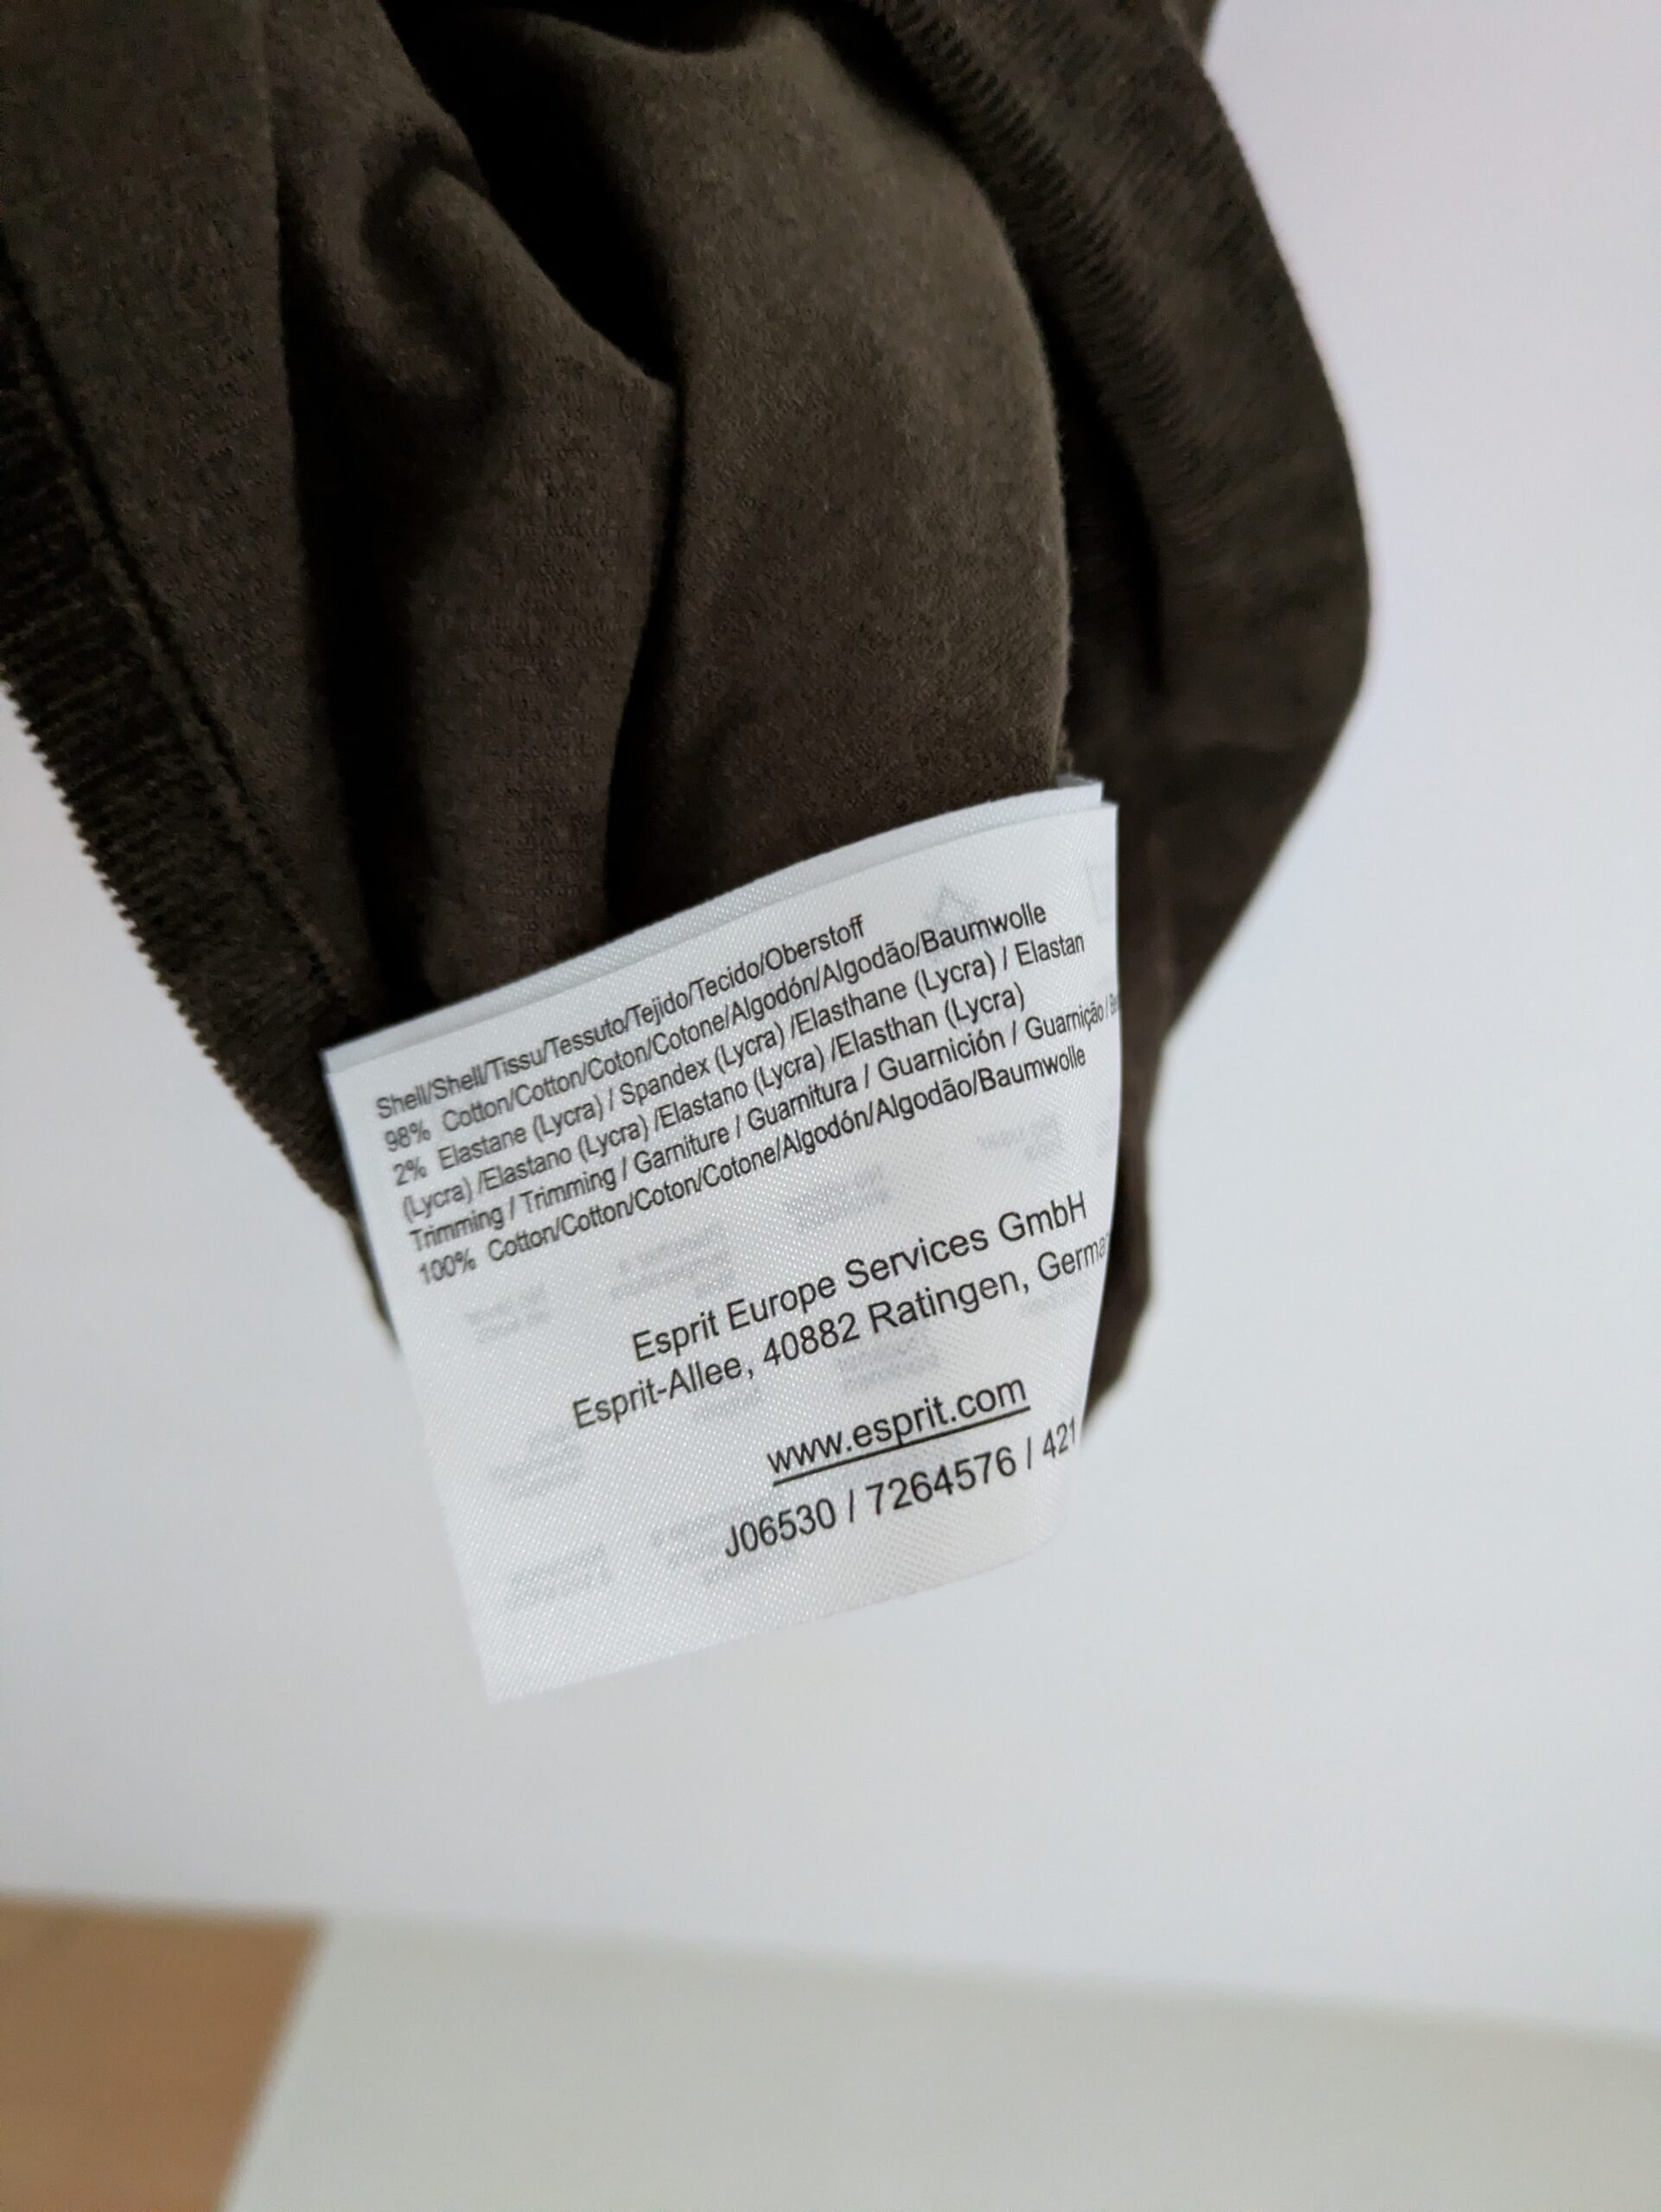 Shell/Shell/Tissu/Tessuto/Tejido/Tecido/Oberstoff
98% Cotton/Cotton/Coton/Cotone/Algodón/Algodão/Baumwolle
2% Elastane (Lycra) / Spandex (Lycra) /Elasthane (Lycra) / Elastan
(Lycra) /Elastano (Lycra) /Elastano (Lycra) /Elasthan (Lycra)
Trimming / Trimming / Garniture / Guarnitura / Guarnición / Guarnição /
100% Cotton/Cotton/Coton/Cotone/Algodón/Algodão/Baumwolle
Esprit Europe Services GmbH
Esprit-Allee, 40882 Ratingen,
www.esprit.com
J06530 / 7264576 / 421